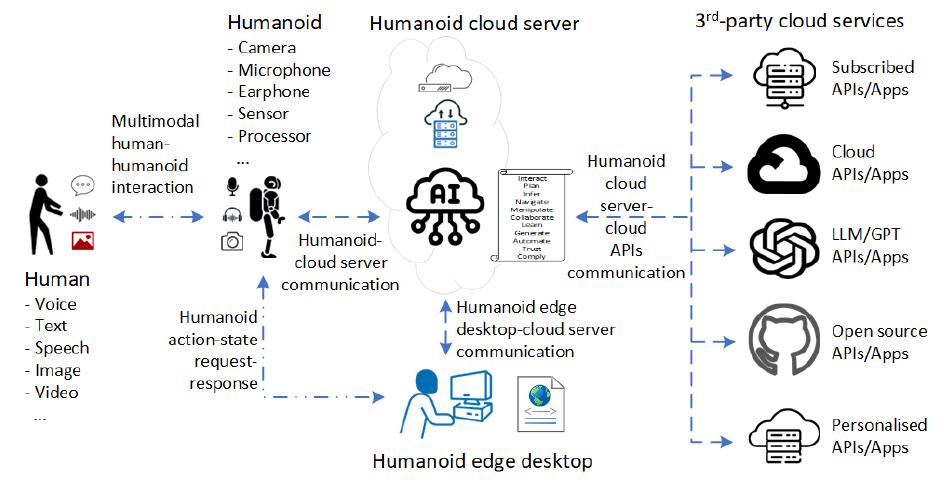 Humanoid
- Camera
- Microphone
- Earphone
- Sensor
- Processor
...
Humanoid cloud server
3rd-party cloud services
Multimodal
human-
humanoid
interaction
Human
- Voice
- Text
- Speech
- Image
- Video
...
Humanoid-
cloud server
communication
AI
Interact
Plan
Infer
Navigate
Manipulate
Collaborate
Learn
Generate
Automate
Trust
Comply
Humanoid
cloud
server-
cloud
APIs
communication
Subscribed
APIs/Apps
Cloud
APIs/Apps
LLM/GPT
APIs/Apps
Open source
APIs/Apps
Personalised
APIs/Apps
Humanoid
action-state
request-
response
Humanoid edge
desktop-cloud server
communication
Humanoid edge desktop